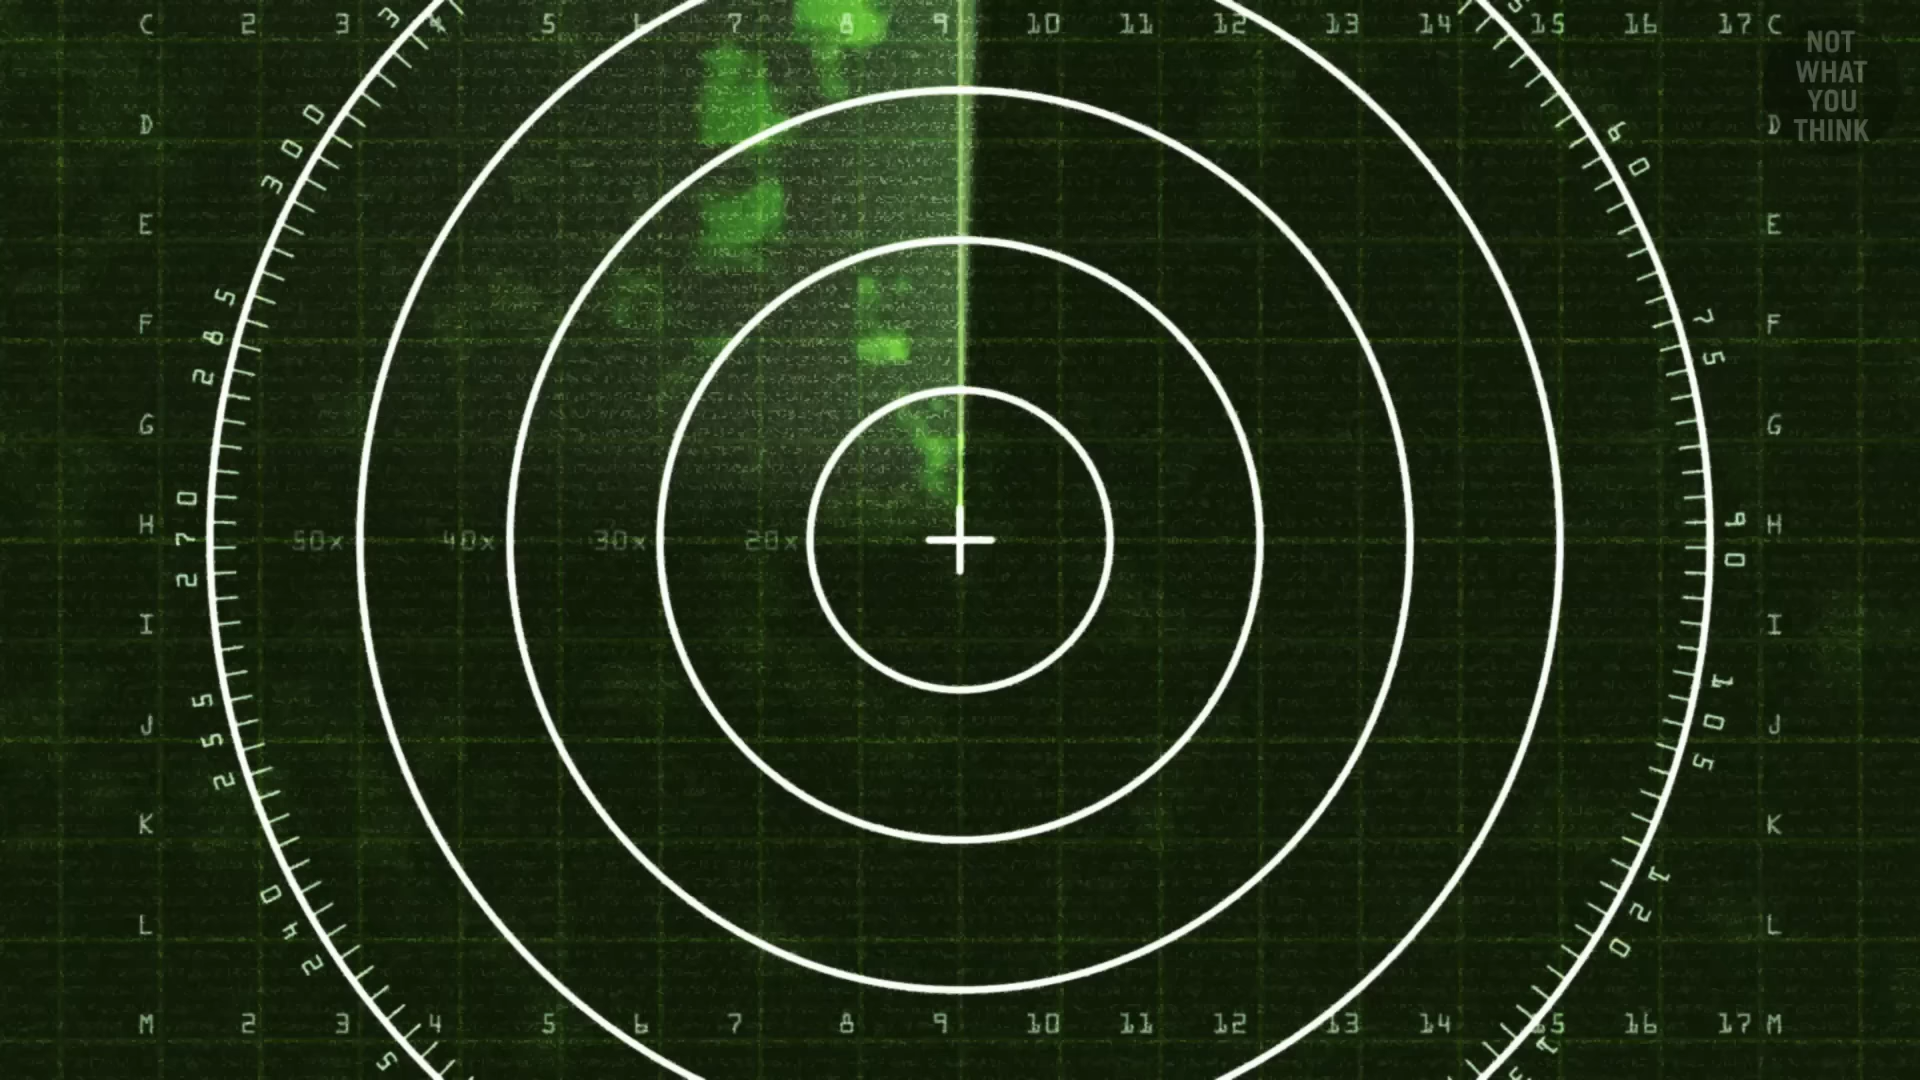 C 2 3 4 5 6 7 8 9 10 11 12 13 14 15 16 17 C
NOT
WHAT
YOU
THINK
D D
300 60
E E
285 75
F F
G G
270 90
H H
50x 40x 30x 20x
I I
255 105
J J
K K
240 120
L L
M 2 3 4 5 6 7 8 9 10 11 12 13 14 15 16 17 M